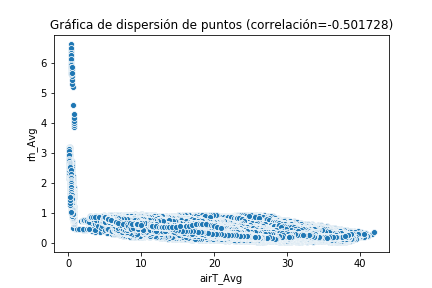 Gráfica de dispersión de puntos (correlación=-0.501728)
rh_Avg
6
5
4
3
2
1
0
0 10 20 30 40
airT_Avg